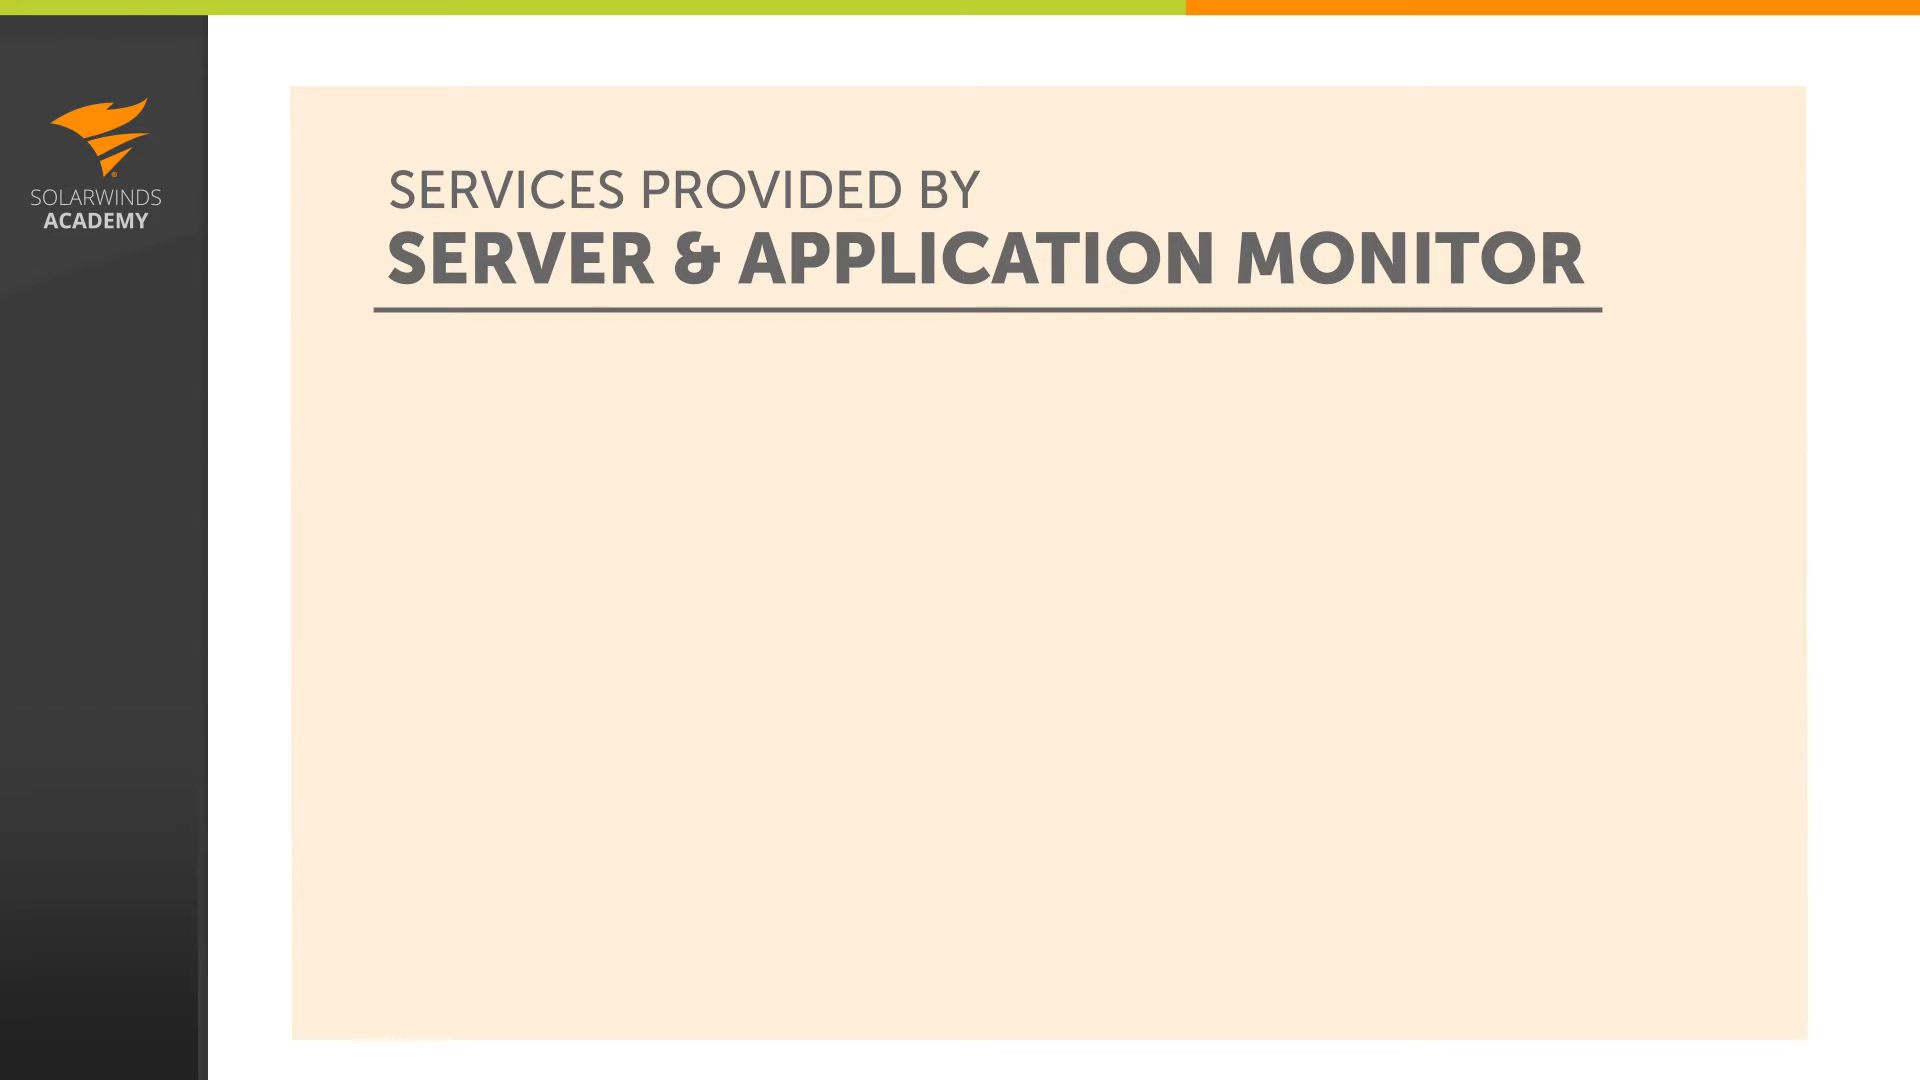 SOLARWINDS
ACADEMY
SERVICES PROVIDED BY
SERVER & APPLICATION MONITOR